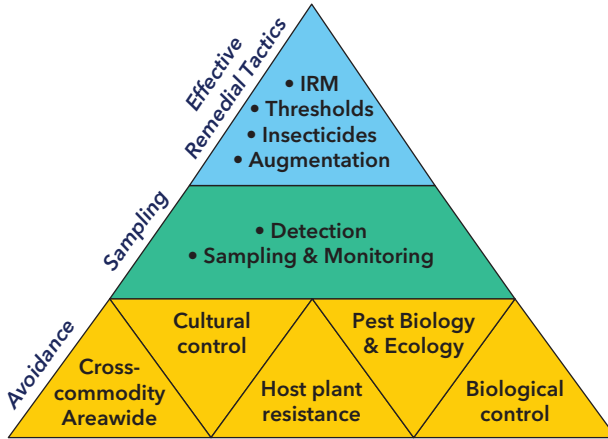 Effective
Remedial Tactics
• IRM
• Thresholds
• Insecticides
• Augmentation
Sampling
• Detection
• Sampling & Monitoring
Avoidance
Cross-
commodity
Areawide
Cultural
control
Host plant
resistance
Pest Biology
& Ecology
Biological
control